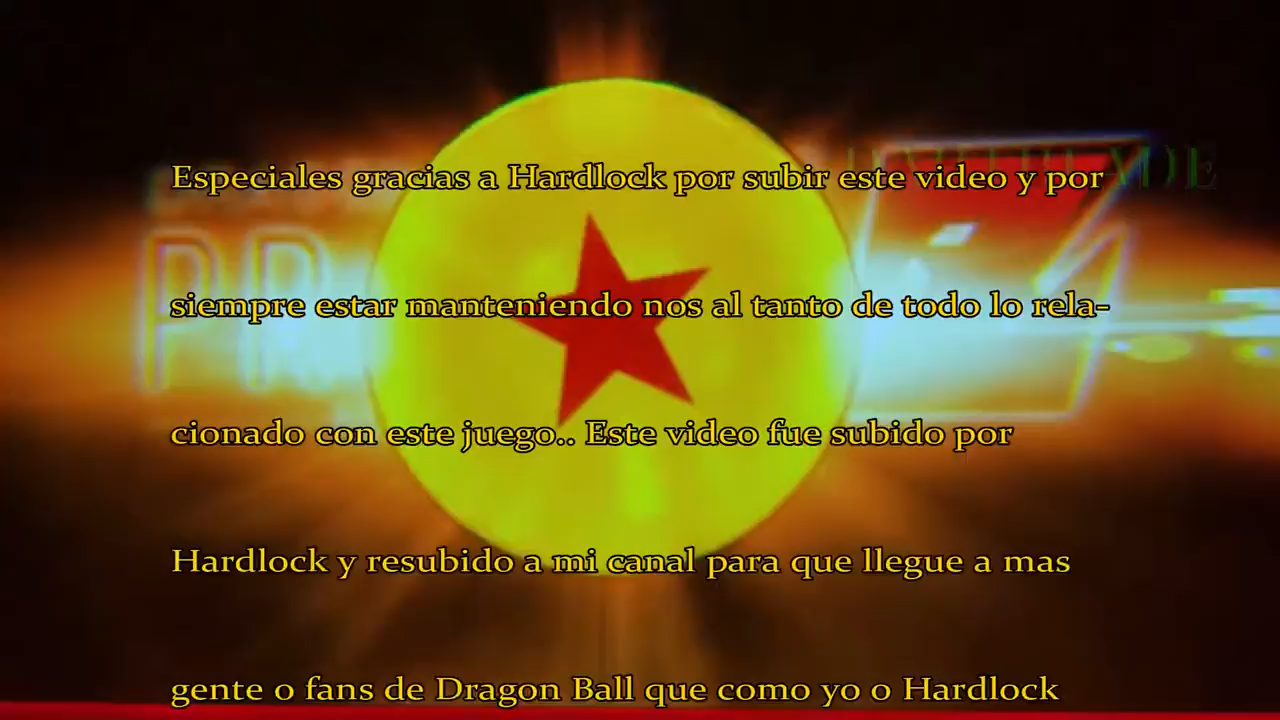 Especiales gracias a Hardlock por subir este video y por
siempre estar manteniendo nos al tanto de todo lo rela-
cionado con este juego.. Este video fue subido por
Hardlock y resubido a mi canal para que llegue a mas
gente o fans de Dragon Ball que como yo o Hardlock